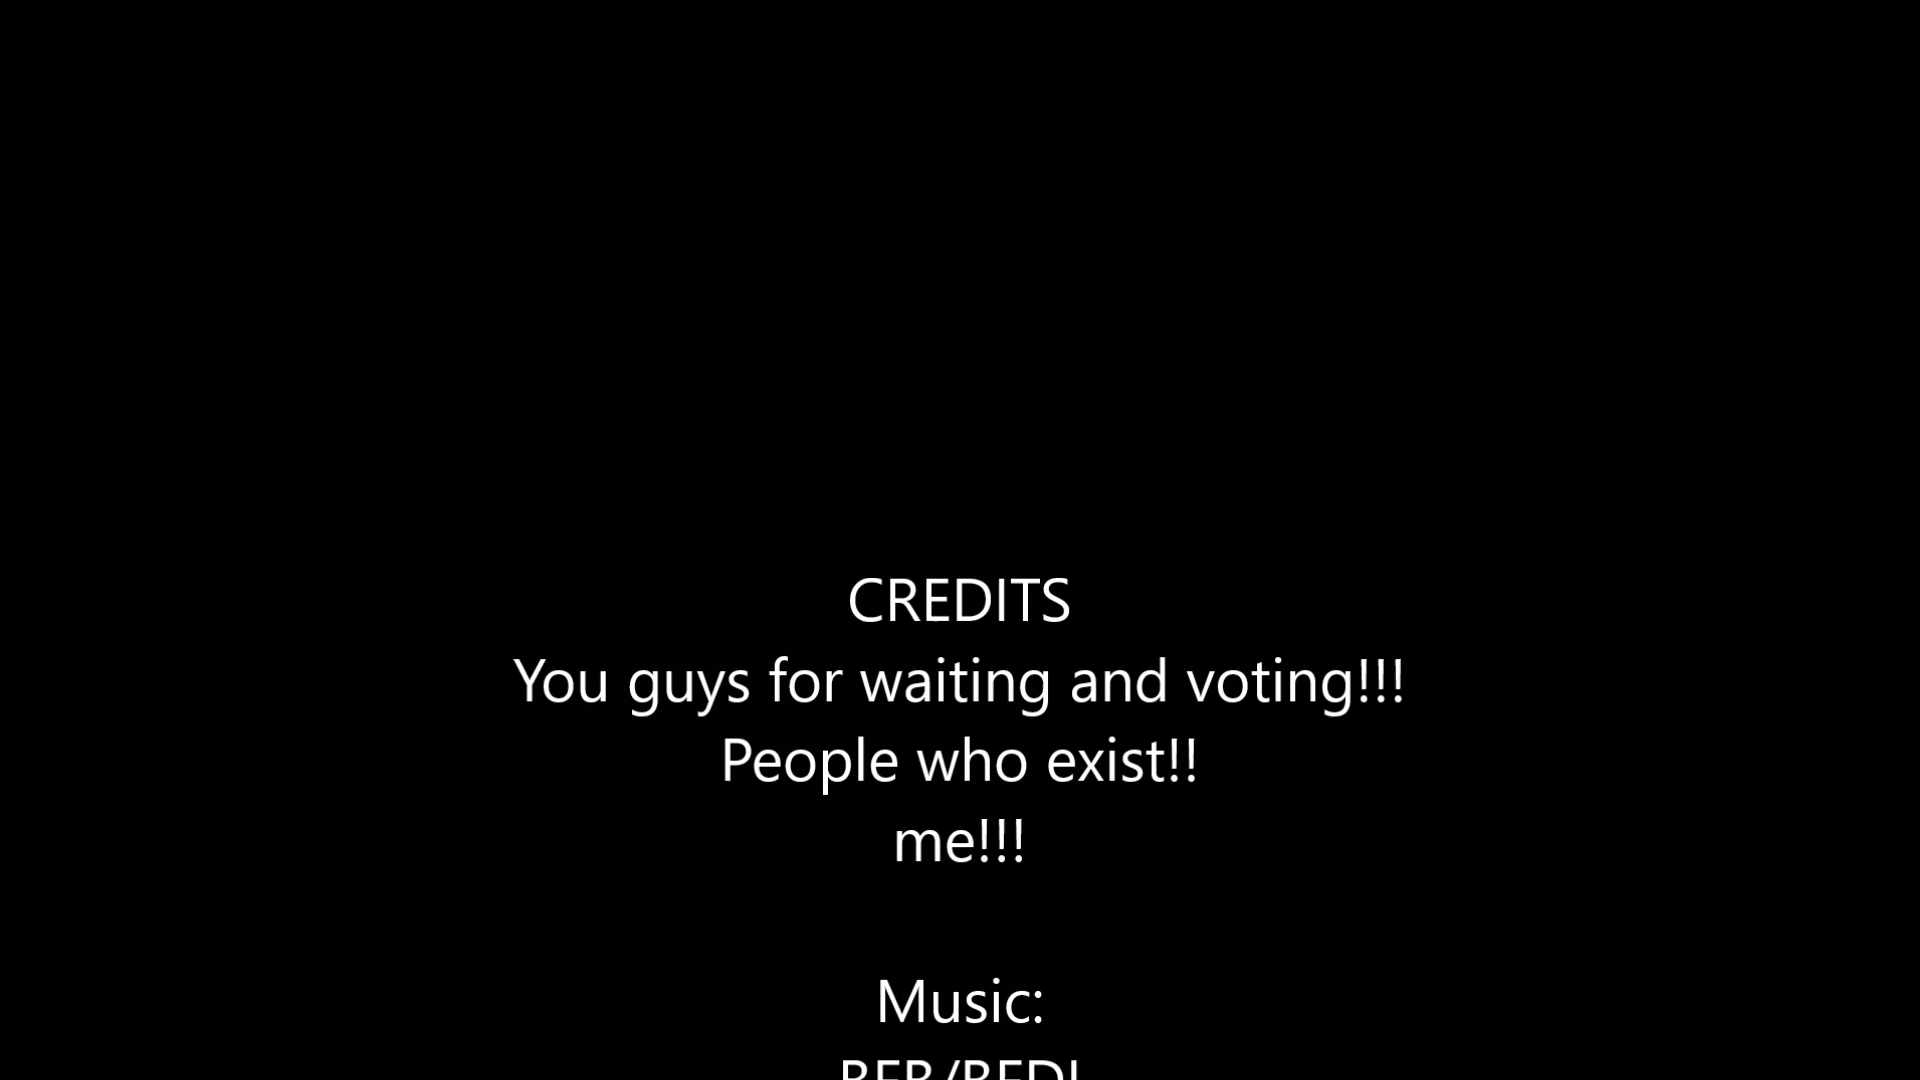 CREDITS
You guys for waiting and voting!!!
People who exist!!
me!!!
Music: